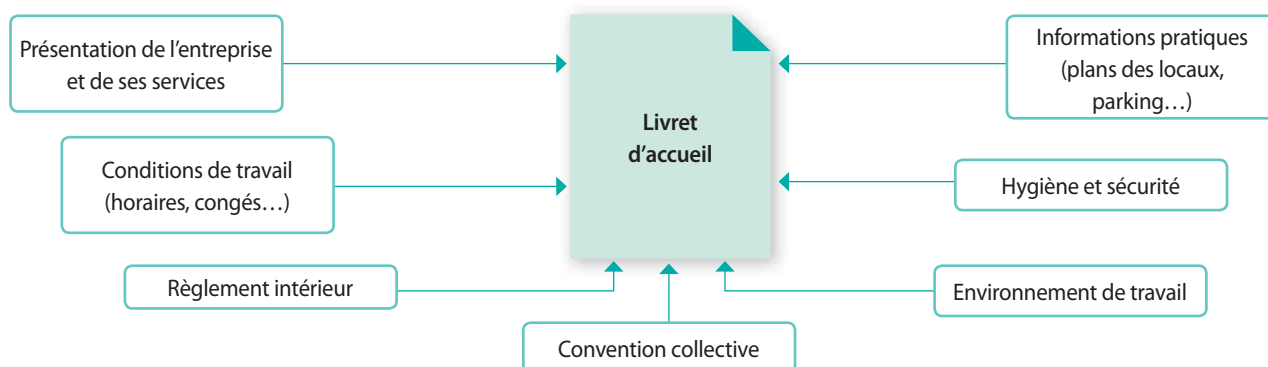 Présentation de l’entreprise
et de ses services
Livret
d’accueil
Informations pratiques
(plans des locaux,
parking…)
Conditions de travail
(horaires, congés…)
Hygiène et sécurité
Règlement intérieur
Environnement de travail
Convention collective